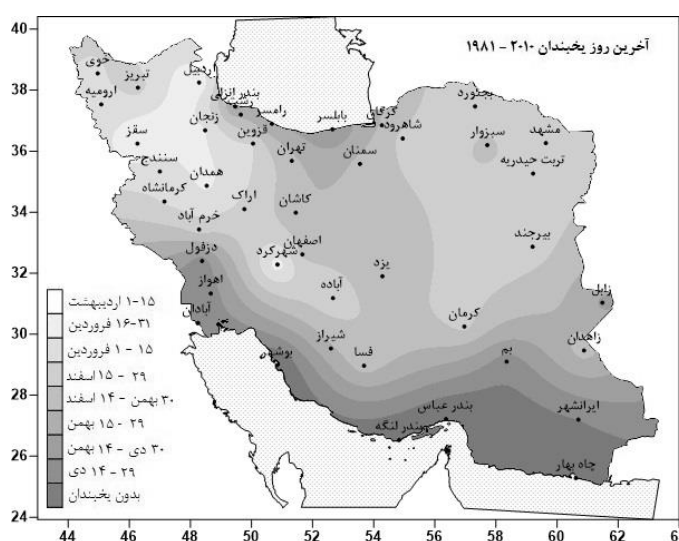 آخرین روز یخبندان ۲۰۱۰ - ۱۹۸۱
40
38
36
34
32
30
28
26
24
44
46
48
50
52
54
56
58
60
62
6
خوی
تبریز
اردبیل
ارومیه
بندر انزلی
رشت
رامسر
بابلسر
گرگان
بجنورد
زنجان
قزوین
شاهرود
سبزوار
مشهد
سقز
تهران
سمنان
تربت حیدریه
سنندج
همدان
کرمانشاه
اراک
کاشان
خرم آباد
بیرجند
اصفهان
دزفول
شهرکرد
یزد
اهواز
آباده
زابل
آبادان
کرمان
شیراز
زاهدان
بوشهر
فسا
بم
بندر عباس
ایرانشهر
بندر لنگه
چاه بهار
۱-۱۵ اردیبهشت
۱۶-۳۱ فروردین
۱ - ۱۵ فروردین
۱۵ - ۲۹ اسفند
۳۰ بهمن - ۱۴ اسفند
۱۵ - ۲۹ بهمن
۳۰ دی - ۱۴ بهمن
۱۴ - ۲۹ دی
بدون یخبندان